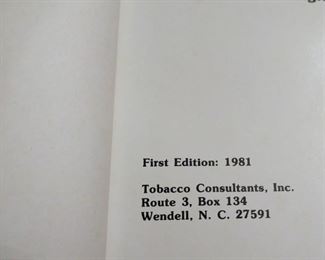 First Edition: 1981
Tobacco Consultants, Inc.
Route 3, Box 134
Wendell, N. C. 27591